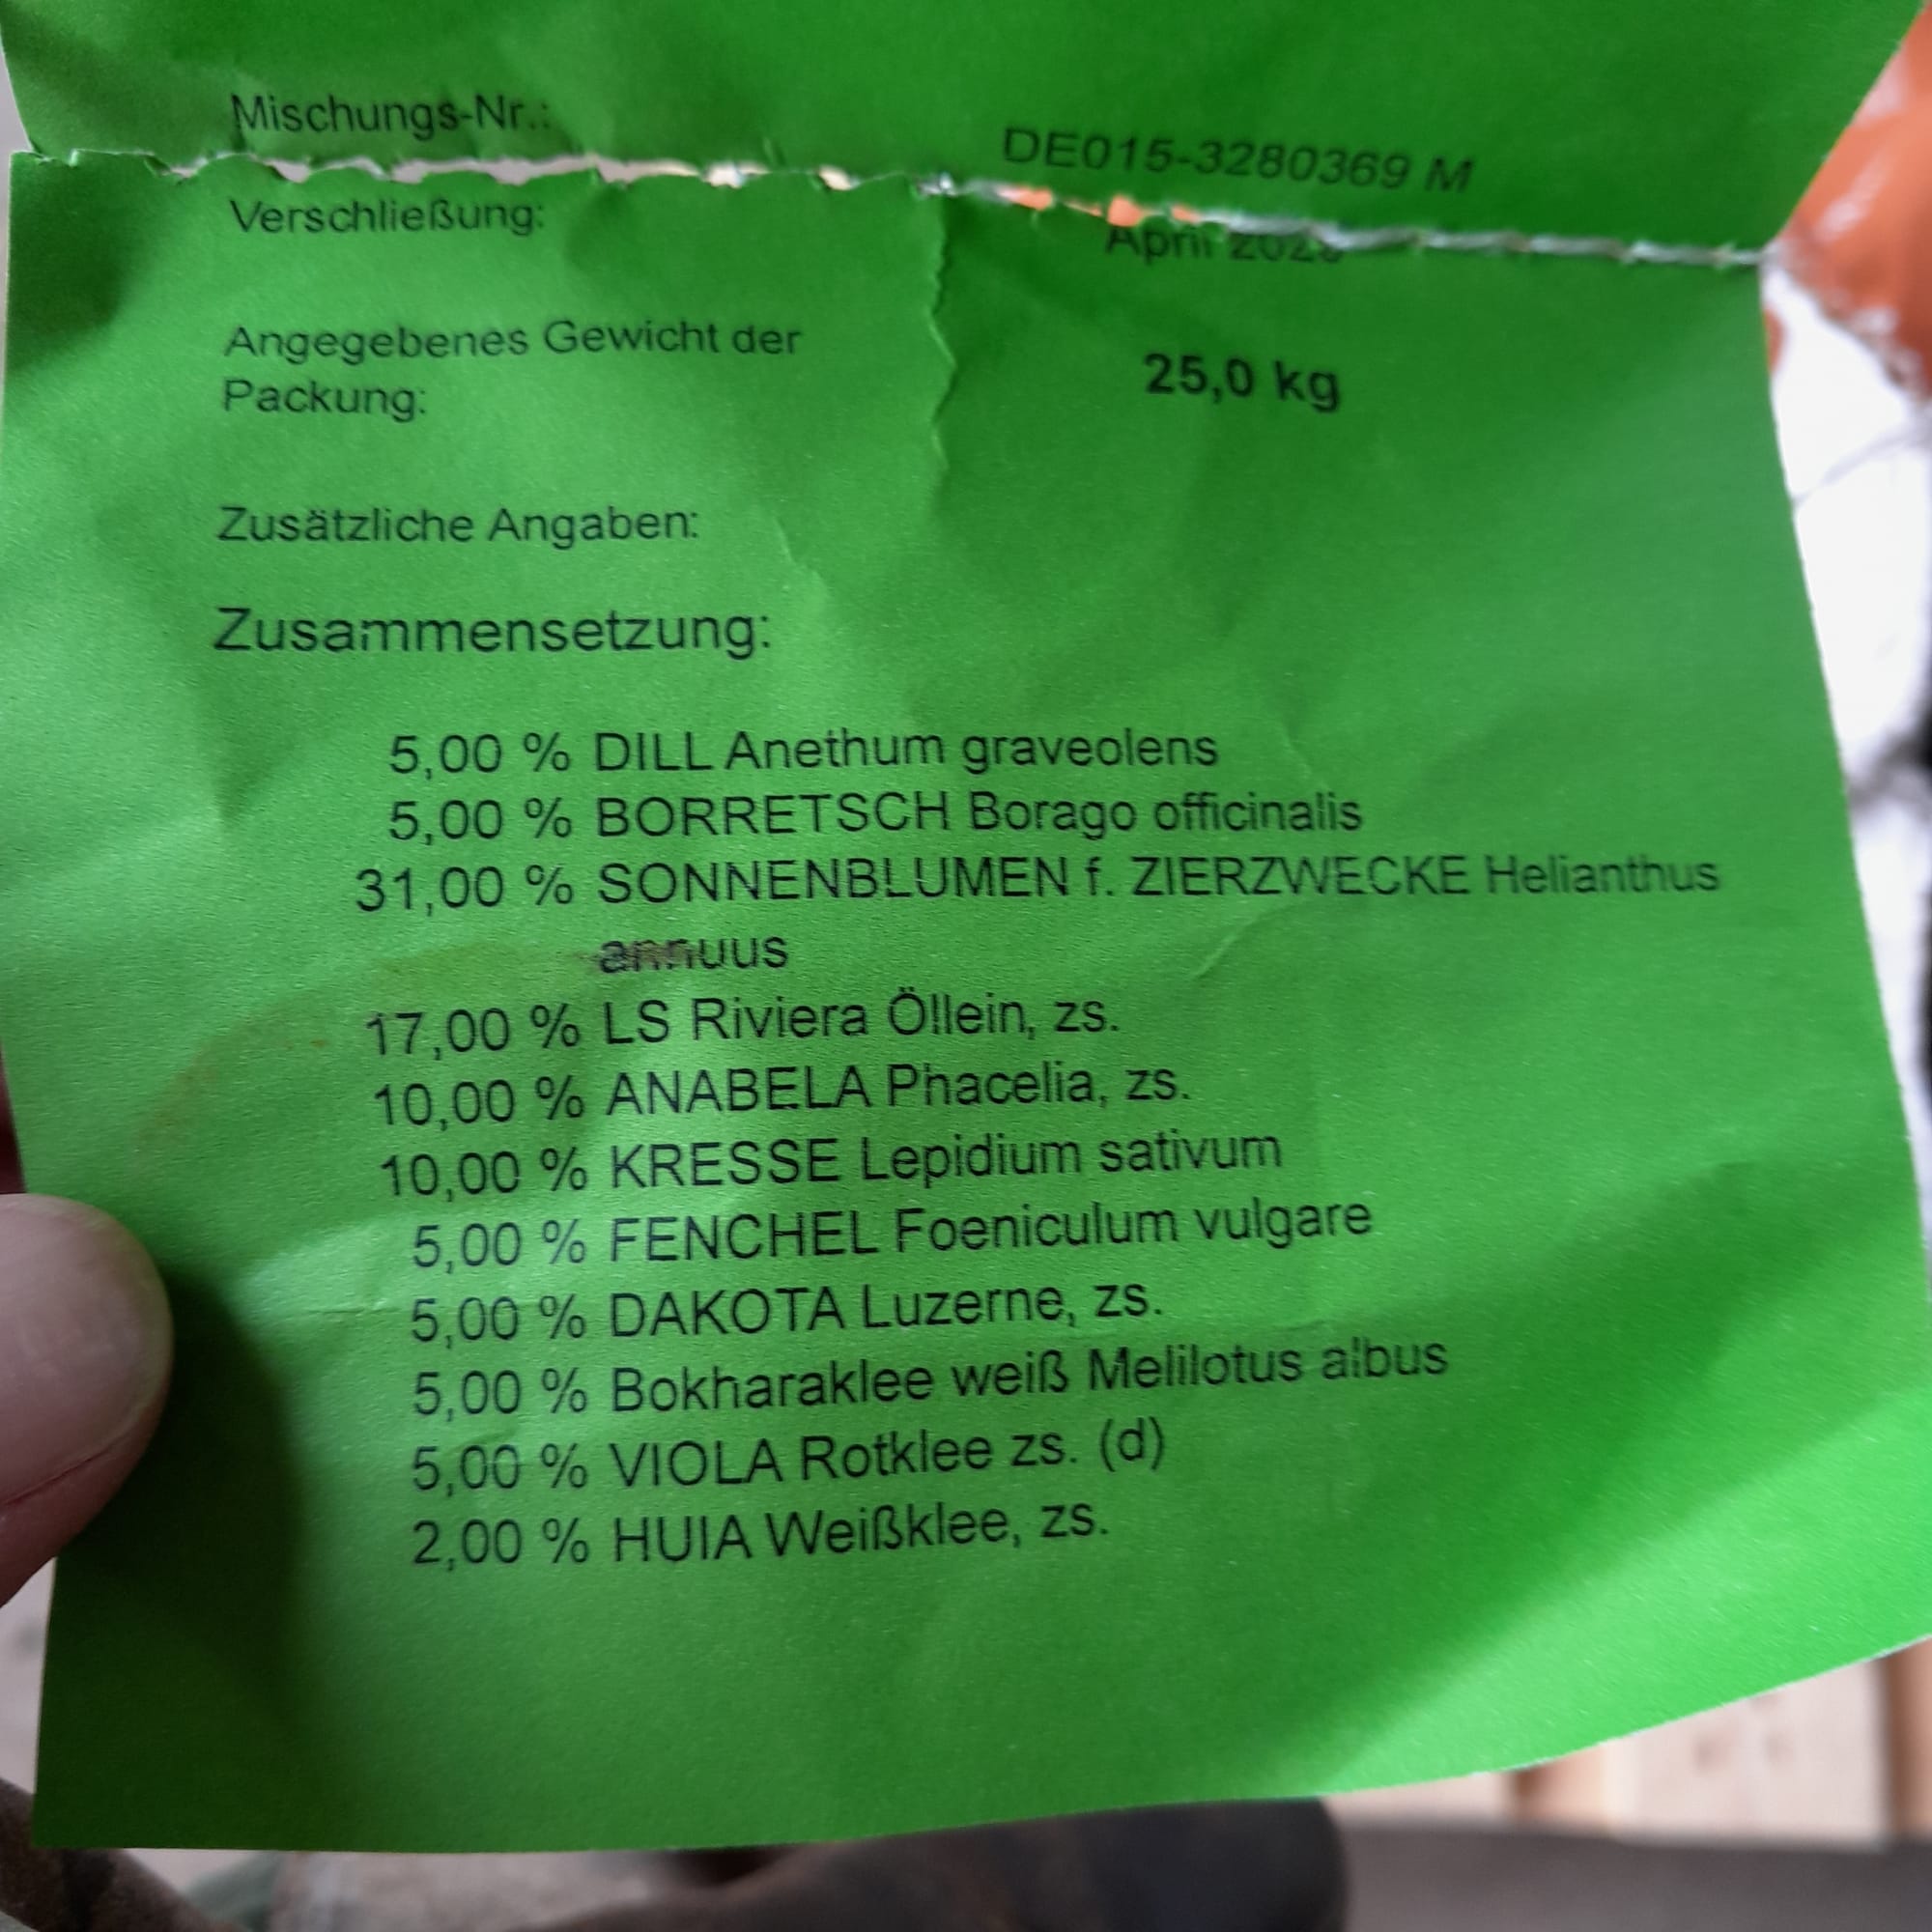 Mischungs-Nr.:
DE015-3280369 M
Verschließung:
April
Angegebenes Gewicht der
Packung:
25,0 kg
Zusätzliche Angaben:
Zusammensetzung:
5,00 % DILL Anethum graveolens
5,00 % BORRETSCH Borago officinalis
31,00 % SONNENBLUMEN f. ZIERZWECKE Helianthus
annuus
17,00 % LS Riviera Öllein, zs.
10,00 % ANABELA Phacelia, zs.
10,00 % KRESSE Lepidium sativum
5,00 % FENCHEL Foeniculum vulgare
5,00 % DAKOTA Luzerne, zs.
5,00 % Bokharaklee weiß Melilotus albus
5,00 % VIOLA Rotklee zs. (d)
2,00 % HUIA Weißklee, zs.